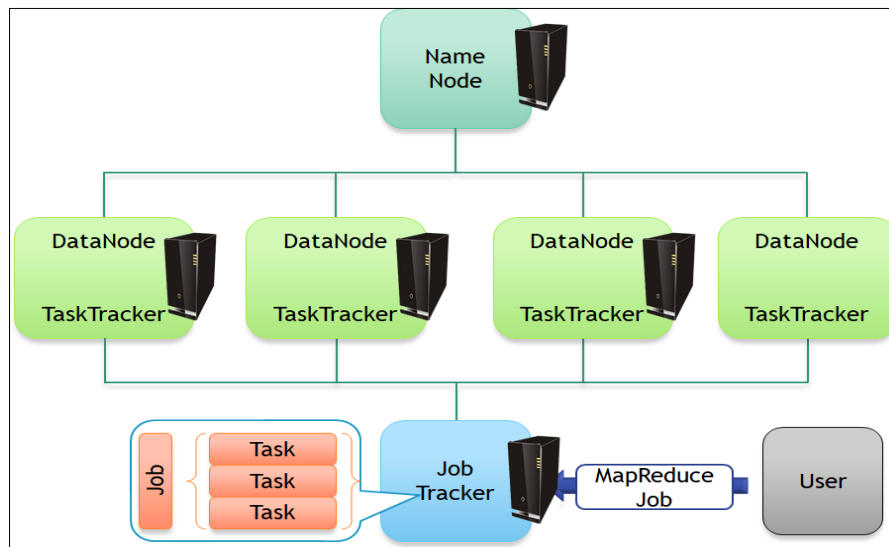 Name
Node
DataNode
TaskTracker
DataNode
TaskTracker
DataNode
TaskTracker
DataNode
TaskTracker
Job
Task
Task
Task
Job
Tracker
MapReduce
Job
User